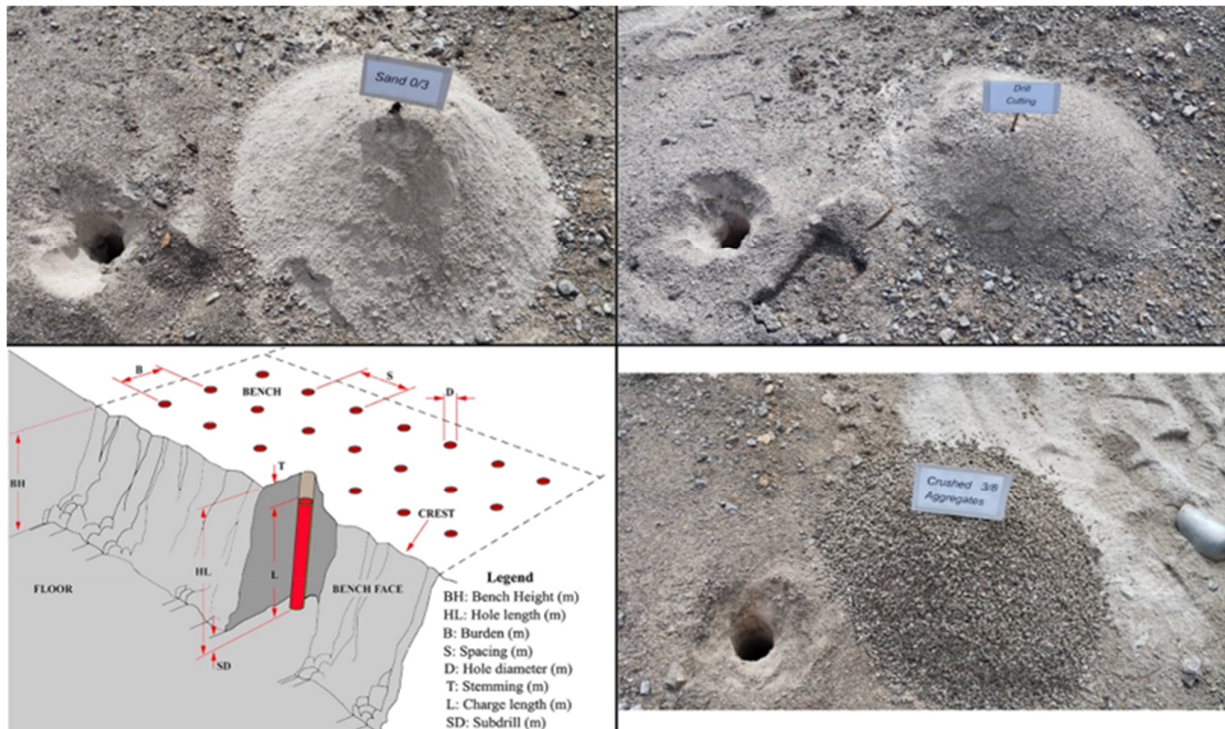 Sand 0/3
Drill
Cutting
B
BENCH
S
D
T
BH
CREST
HL
L
FLOOR
BENCH FACE
SD
Legend
BH: Bench Height (m)
HL: Hole length (m)
B: Burden (m)
S: Spacing (m)
D: Hole diameter (m)
T: Stemming (m)
L: Charge length (m)
SD: Subdrill (m)
Crushed 3/8
Aggregates